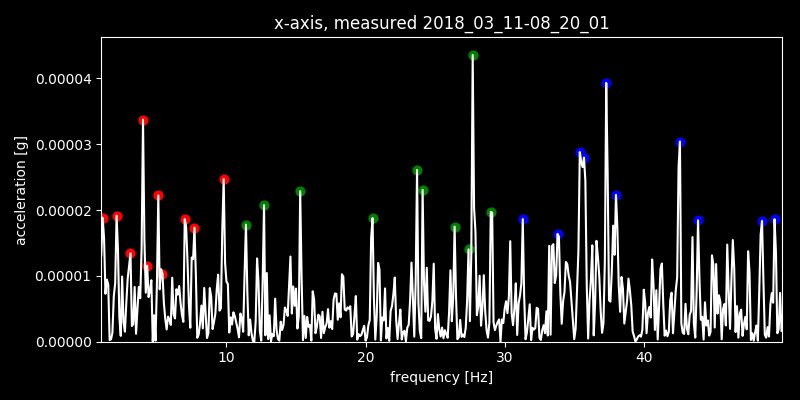 x-axis, measured 2018_03_11-08_20_01
0.00004
0.00003
0.00002
0.00001
0.00000
acceleration [g]
10 20 30 40
frequency [Hz]